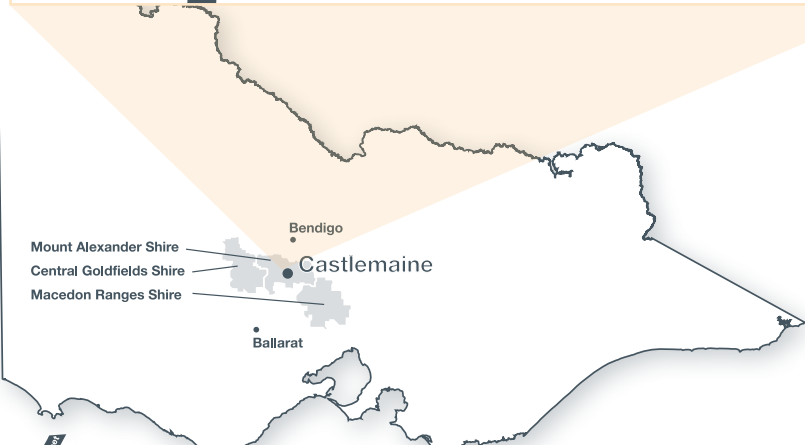 Bendigo
Mount Alexander Shire
Castlemaine
Central Goldfields Shire
Macedon Ranges Shire
Ballarat